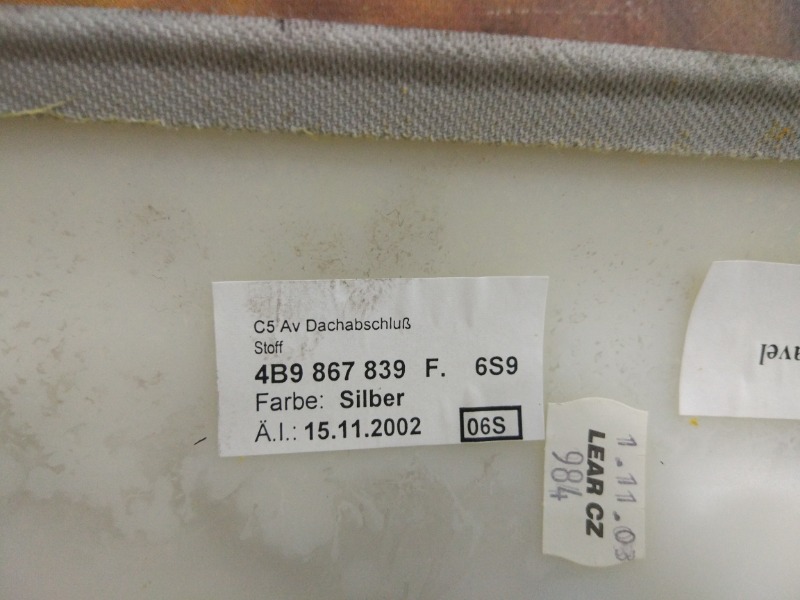 C5 Av Dachabschluß
Stoff
4B9 867 839 F. 6S9
Farbe: Silber
Ä.I.: 15.11.2002 06S
1.11.03
LEAR CZ
984
avel